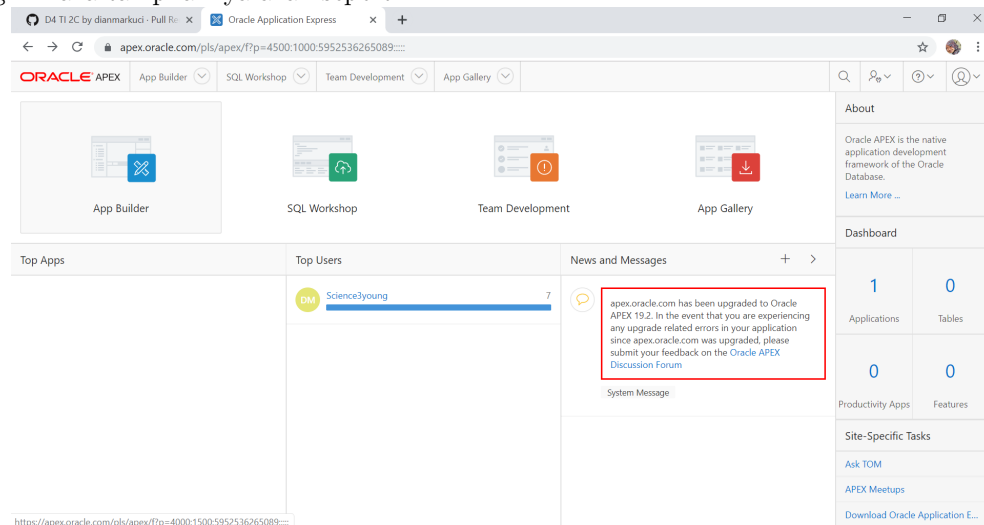 D4 TI 2C by dianmarkuci · Pull Re
Oracle Application Express
apex.oracle.com/pls/apex/f?p=4500:1000:5952536265089:::::
ORACLE APEX App Builder SQL Workshop Team Development App Gallery
App Builder
SQL Workshop
Team Development
App Gallery
Top Apps
Top Users
DM
Science3young
7
News and Messages
apex.oracle.com has been upgraded to Oracle
APEX 19.2. In the event that you are experiencing
any upgrade related errors in your application
since apex.oracle.com was upgraded, please
submit your feedback on the Oracle APEX
Discussion Forum
System Message
About
Oracle APEX is the native
application development
framework of the Oracle
Database.
Learn More ...
Dashboard
1
Applications
0
Tables
0
Productivity Apps
0
Features
Site-Specific Tasks
Ask TOM
APEX Meetups
Download Oracle Application E...
https://apex.oracle.com/pls/apex/f?p=4000:1500:5952536265089:::::